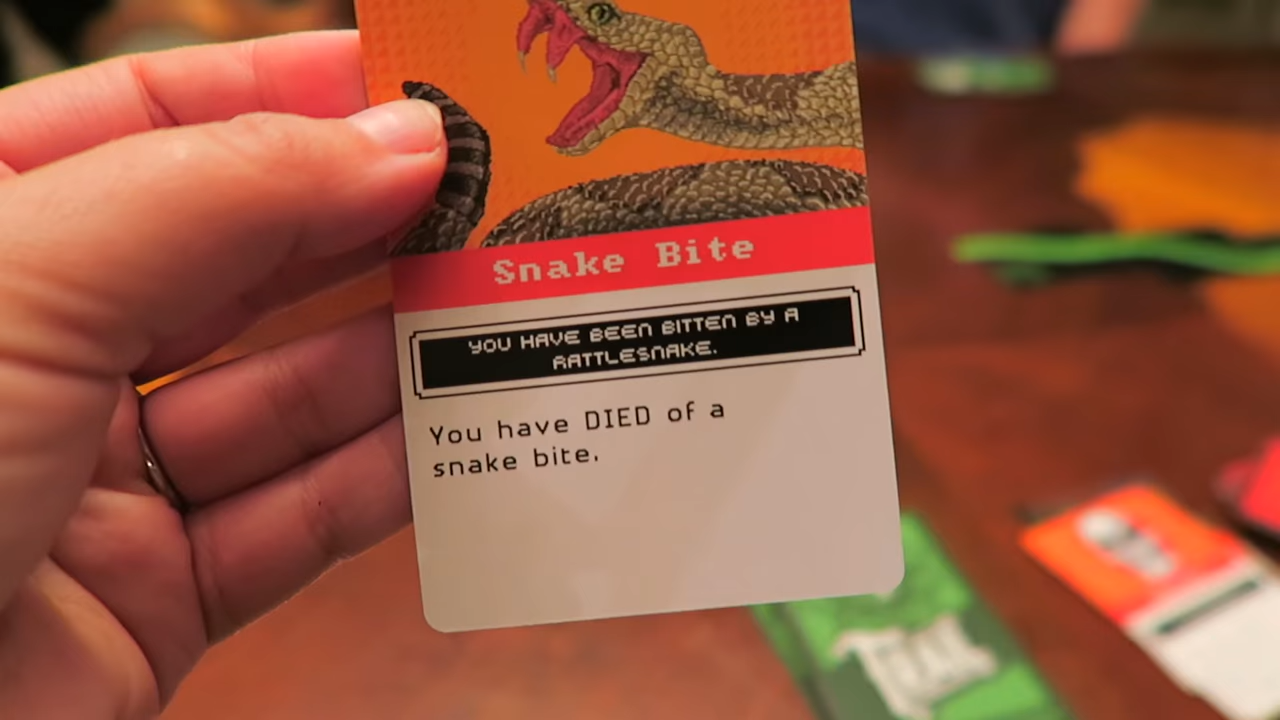 Snake Bite
YOU HAVE BEEN BITTEN BY A
RATTLESNAKE.
You have DIED of a
snake bite.